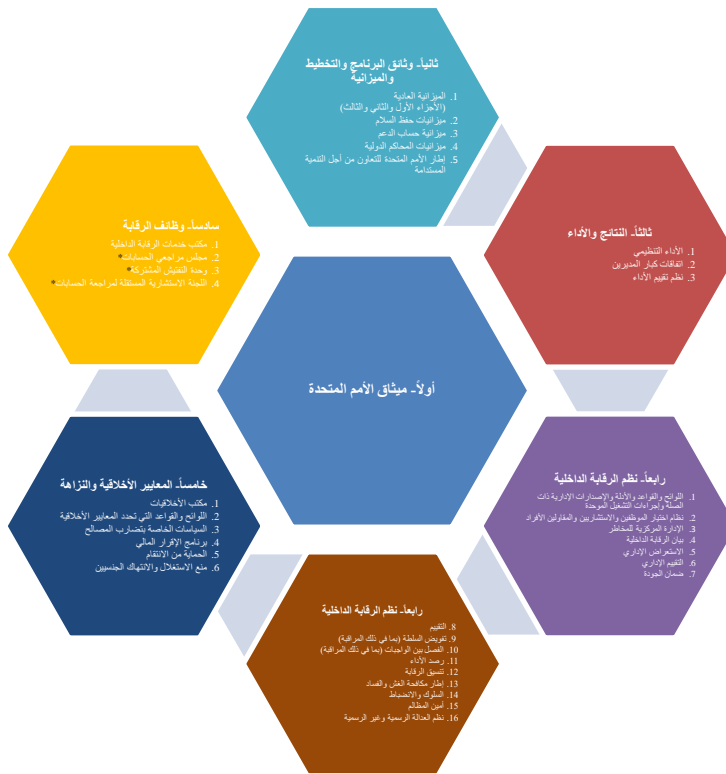 أولاً- ميثاق الأمم المتحدة
ثانياً- وثائق البرنامج والتخطيط
والميزانية
1. الميزانية العادية
(الأجزاء الأول والثاني والثالث)
2. ميزانيات حفظ السلام
3. ميزانية حساب الدعم
4. ميزانيات المحاكم الدولية
5. إطار الأمم المتحدة للتعاون من أجل التنمية
المستدامة
ثالثاً- النتائج والأداء
1. الأداء التنظيمي
2. اتفاقات كبار المديرين
3. نظم تقييم الأداء
رابعاً- نظم الرقابة الداخلية
1. اللوائح والقواعد والأدلة والإصدارات الإدارية ذات
الصلة وإجراءات التشغيل الموحدة
2. نظام اختيار الموظفين والاستشاريين والمقاولين الأفراد
3. الإدارة المركزية للمخاطر
4. بيان الرقابة الداخلية
5. الاستعراض الإداري
6. التقييم الإداري
7. ضمان الجودة
رابعاً- نظم الرقابة الداخلية
8. التقييم
9. تفويض السلطة (بما في ذلك المراقبة)
10. الفصل بين الواجبات (بما في ذلك المراقبة)
11. رصد الأداء
12. تنسيق الرقابة
13. إطار مكافحة الغش والفساد
14. السلوك والانضباط
15. أمين المظالم
16. نظم العدالة الرسمية وغير الرسمية
خامساً- المعايير الأخلاقية والنزاهة
1. مكتب الأخلاقيات
2. اللوائح والقواعد التي تحدد المعايير الأخلاقية
3. السياسات الخاصة بتضارب المصالح
4. برنامج الإقرار المالي
5. الحماية من الانتقام
6. منع الاستغلال والانتهاك الجنسيين
سادساً- وظائف الرقابة
1. مكتب خدمات الرقابة الداخلية
2. مجلس مراجعي الحسابات*
3. وحدة التفتيش المشتركة*
4. اللجنة الاستشارية المستقلة لمراجعة الحسابات*